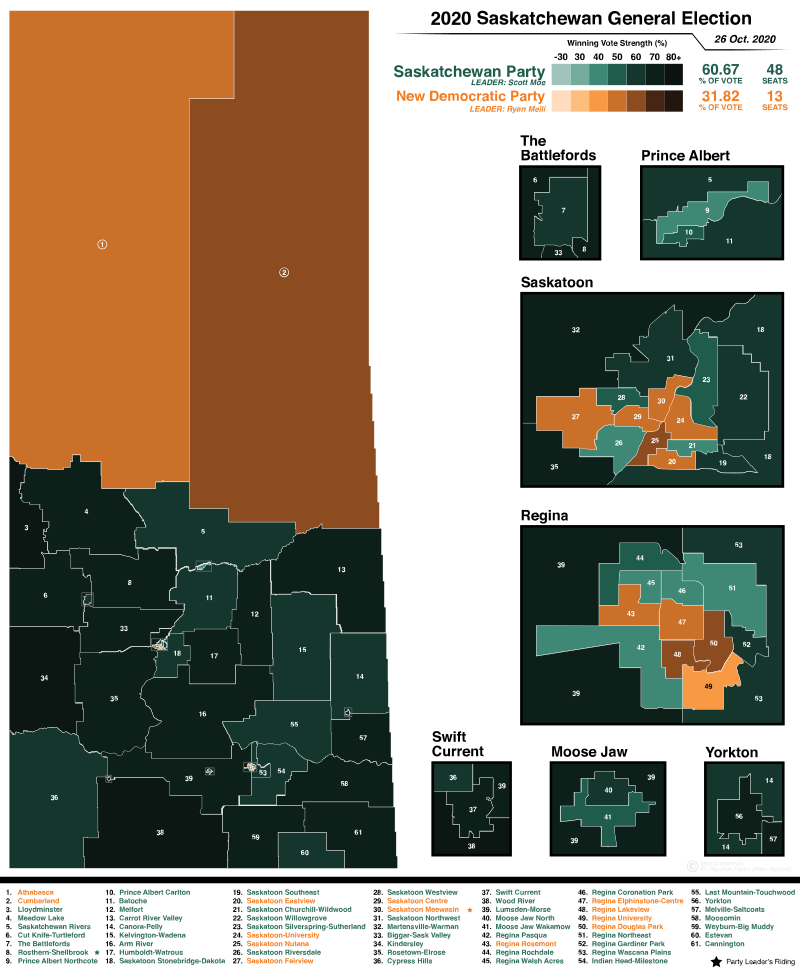 2020 Saskatchewan General Election
26 Oct. 2020
Winning Vote Strength (%)
-30 30 40 50 60 70 80+
Saskatchewan Party
LEADER: Scott Moe
60.67
% OF VOTE
48
SEATS
New Democratic Party
LEADER: Ryan Meili
31.82
% OF VOTE
13
SEATS
1
2
3
4
5
6
8
11
12
13
33
18
17
15
14
34
35
16
55
57
36
39
53
54
58
38
59
60
61
The
Battlefords
6
7
33
8
Prince Albert
5
9
10
11
Saskatoon
32
18
31
23
22
28
30
27
29
24
26
25
21
20
19
18
35
Regina
39
53
44
45
46
51
43
47
42
48
50
52
49
39
53
Swift
Current
36
39
37
38
Moose Jaw
39
40
41
39
Yorkton
14
56
14
57
1. Athabasca
2. Cumberland
3. Lloydminster
4. Meadow Lake
5. Saskatchewan Rivers
6. Cut Knife-Turtleford
7. The Battlefords
8. Rosthern-Shellbrook ★
9. Prince Albert Northcote
10. Prince Albert Carlton
11. Batoche
12. Melfort
13. Carrot River Valley
14. Canora-Pelly
15. Kelvington-Wadena
16. Arm River
17. Humboldt-Watrous
18. Saskatoon Stonebridge-Dakota
19. Saskatoon Southeast
20. Saskatoon Eastview
21. Saskatoon Churchill-Wildwood
22. Saskatoon Willowgrove
23. Saskatoon Silverspring-Sutherland
24. Saskatoon-University
25. Saskatoon Nutana
26. Saskatoon Riversdale
27. Saskatoon Fairview
28. Saskatoon Westview
29. Saskatoon Centre
30. Saskatoon Meewasin ★
31. Saskatoon Northwest
32. Martensville-Warman
33. Biggar-Sask Valley
34. Kindersley
35. Rosetown-Elrose
36. Cypress Hills
37. Swift Current
38. Wood River
39. Lumsden-Morse
40. Moose Jaw North
41. Moose Jaw Wakamow
42. Regina Pasqua
43. Regina Rosemont
44. Regina Rochdale
45. Regina Walsh Acres
46. Regina Coronation Park
47. Regina Elphinstone-Centre
48. Regina Lakeview
49. Regina University
50. Regina Douglas Park
51. Regina Northeast
52. Regina Gardiner Park
53. Regina Wascana Plains
54. Indian Head-Milestone
55. Last Mountain-Touchwood
56. Yorkton
57. Melville-Saltcoats
58. Moosomin
59. Weyburn-Big Muddy
60. Estevan
61. Cannington
★ Party Leader's Riding